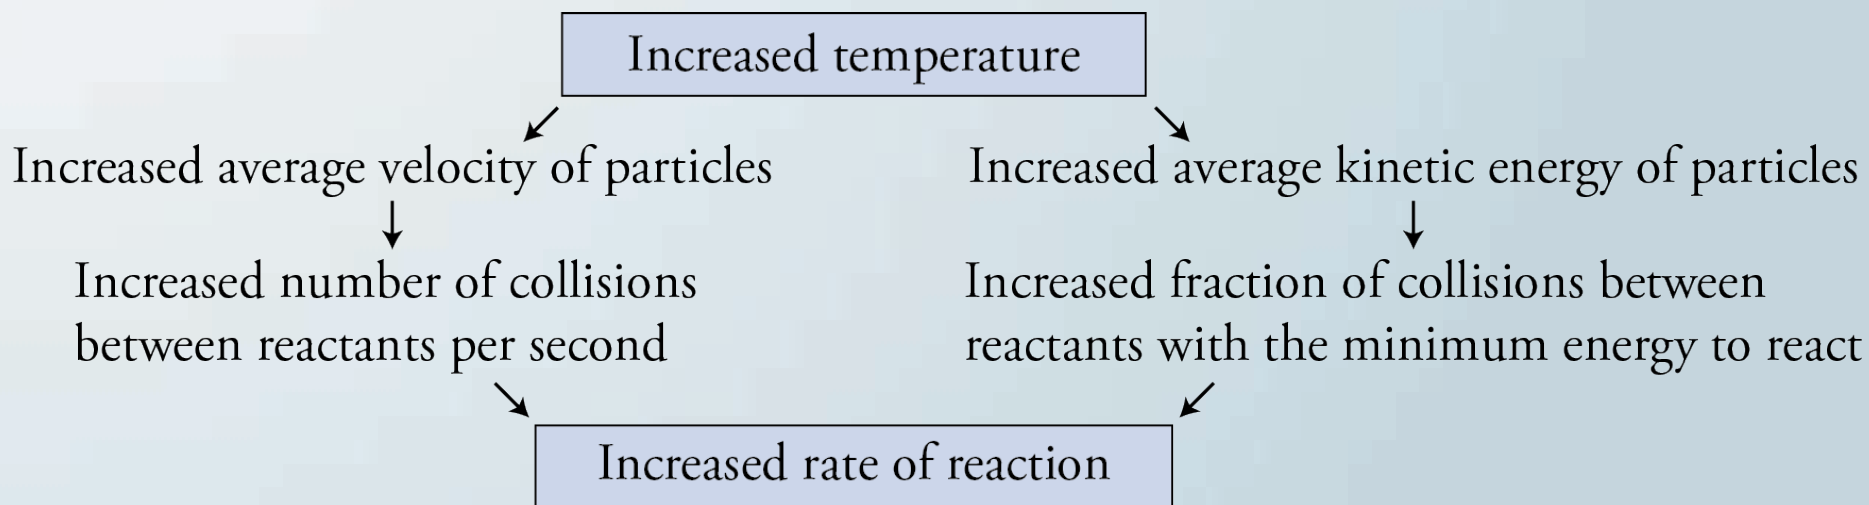 Increased temperature
Increased average velocity of particles
Increased average kinetic energy of particles
Increased number of collisions
between reactants per second
Increased fraction of collisions between
reactants with the minimum energy to react
Increased rate of reaction